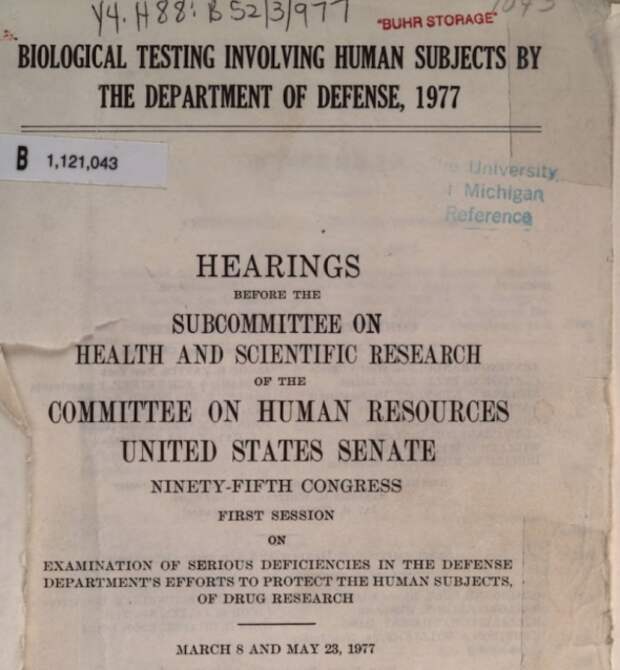 Y4.H88:B52/3/977
"BUHR STORAGE"
BIOLOGICAL TESTING INVOLVING HUMAN SUBJECTS BY
THE DEPARTMENT OF DEFENSE, 1977
B 1,121,043
University
Michigan
Reference
HEARINGS
BEFORE THE
SUBCOMMITTEE ON
HEALTH AND SCIENTIFIC RESEARCH
OF THE
COMMITTEE ON HUMAN RESOURCES
UNITED STATES SENATE
NINETY-FIFTH CONGRESS
FIRST SESSION
ON
EXAMINATION OF SERIOUS DEFICIENCIES IN THE DEFENSE
DEPARTMENT'S EFFORTS TO PROTECT THE HUMAN SUBJECTS,
OF DRUG RESEARCH
MARCH 8 AND MAY 23, 1977